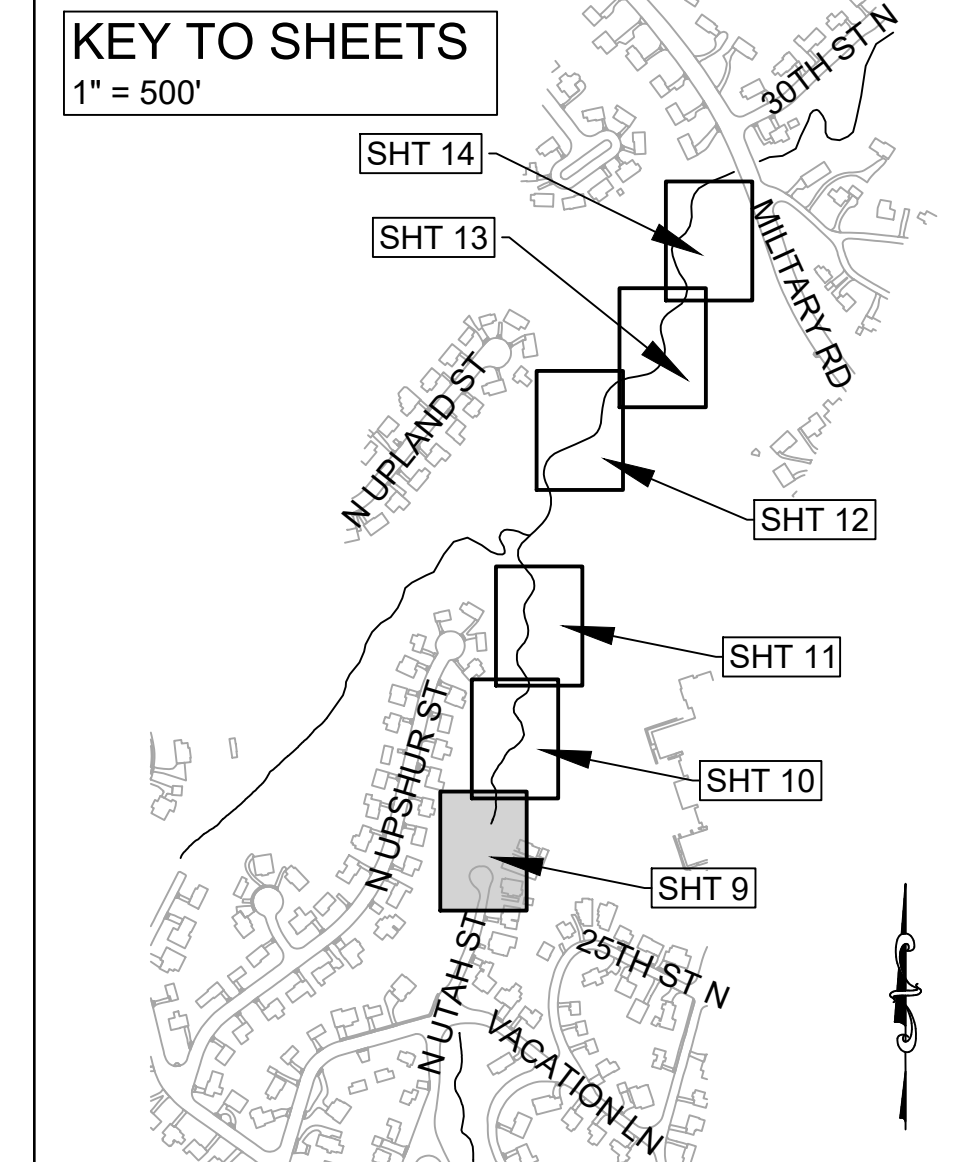 KEY TO SHEETS
1" = 500'
30TH ST N
SHT 14
SHT 13
MILITARY RD
N UPLAND ST
SHT 12
SHT 11
N UPSHUR ST
SHT 10
SHT 9
25TH ST N
N UTAH ST
VACATION LN